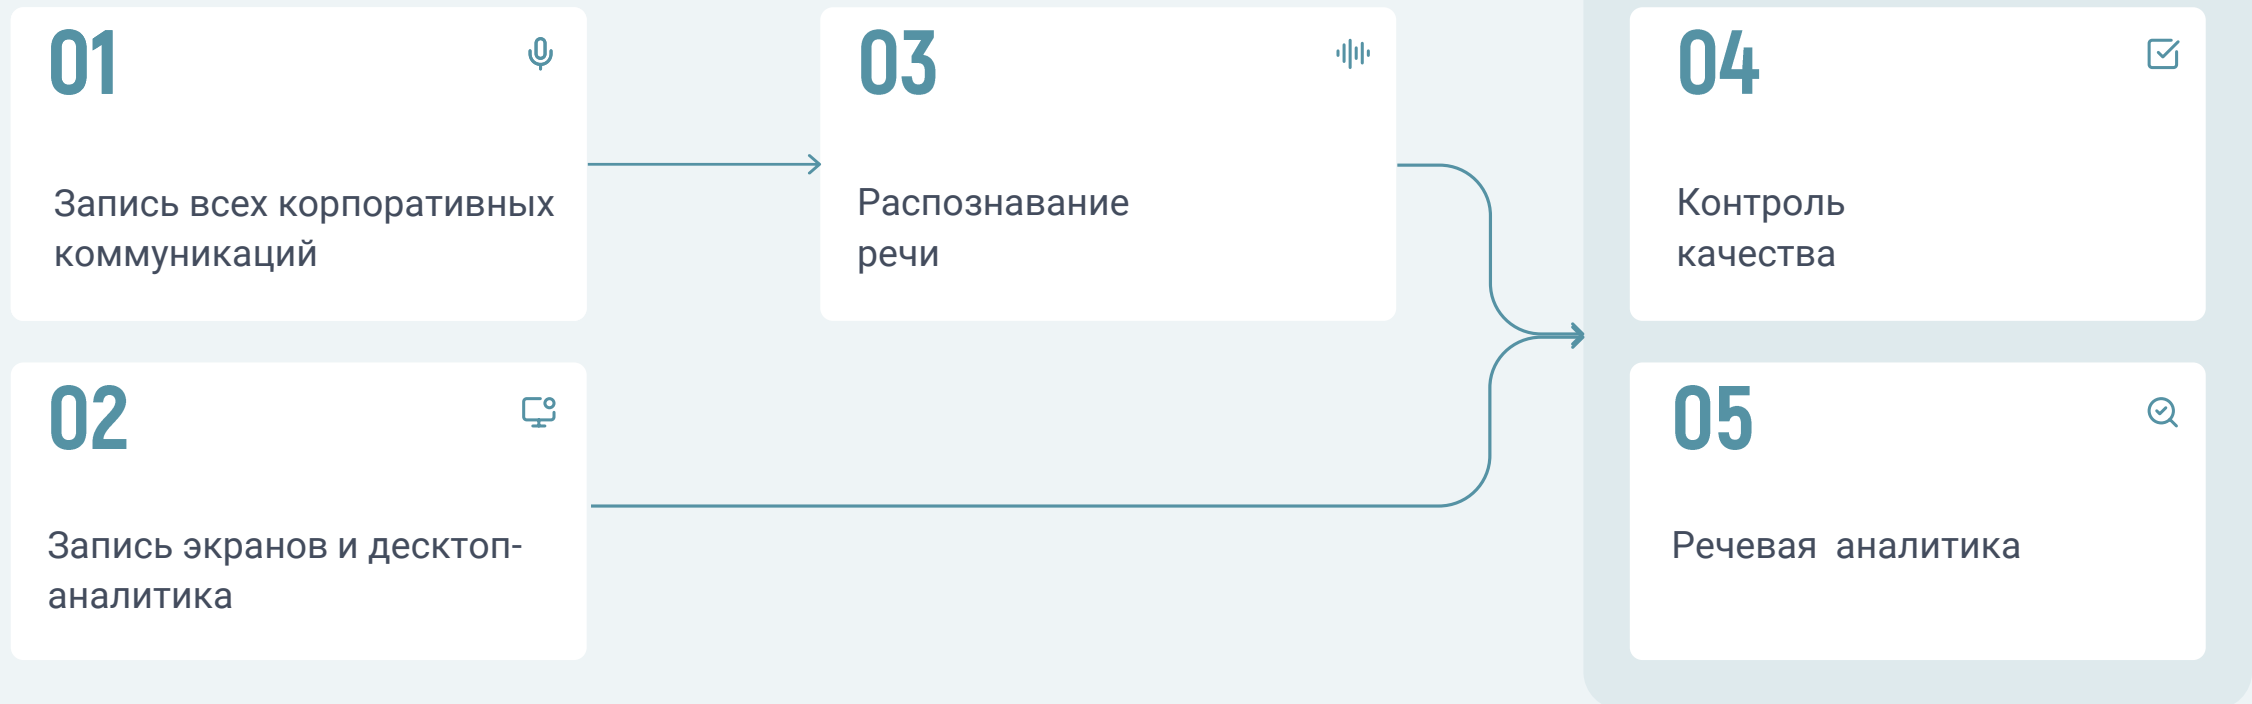 01
Запись всех корпоративных
коммуникаций
02
Запись экранов и десктоп-
аналитика
03
Распознавание
речи
04
Контроль
качества
05
Речевая  аналитика